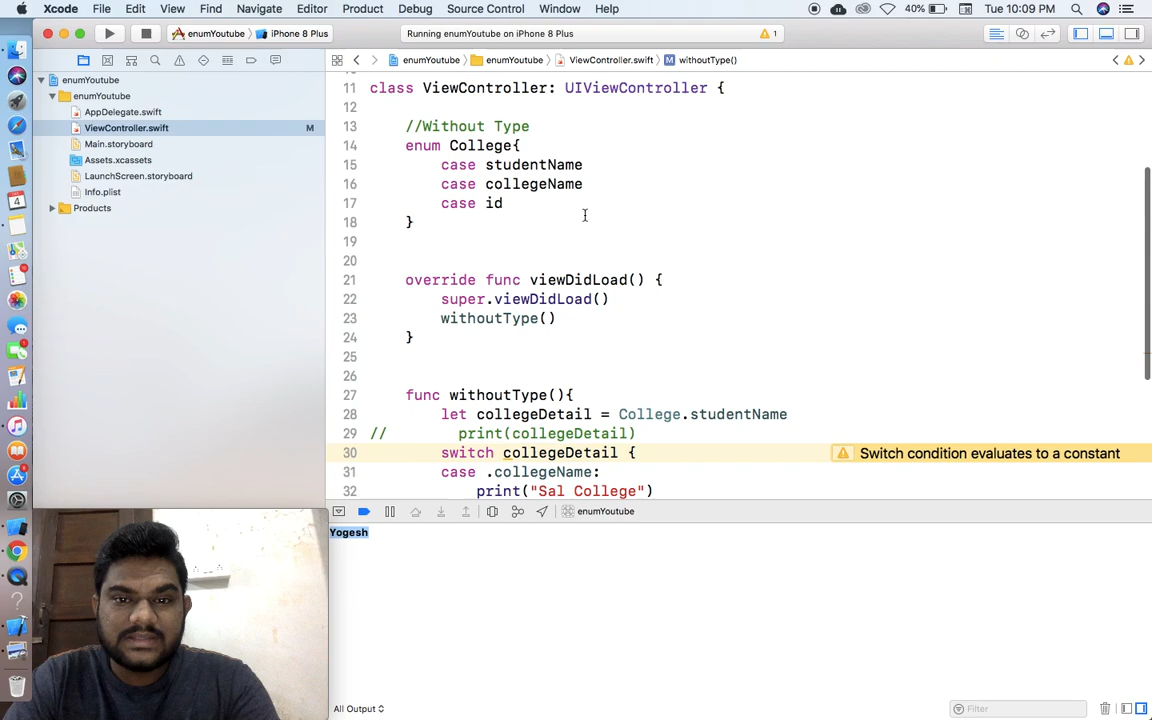 Xcode File Edit View Find Navigate Editor Product Debug Source Control Window Help 40% Tue 10:09 PM
enumYoutube iPhone 8 Plus Running enumYoutube on iPhone 8 Plus 1
enumYoutube enumYoutube ViewController.swift M withoutType()
enumYoutube
enumYoutube
AppDelegate.swift
ViewController.swift M
Main.storyboard
Assets.xcassets
LaunchScreen.storyboard
Info.plist
Products
11 class ViewController: UIViewController {
12
13 //Without Type
14 enum College{
15 case studentName
16 case collegeName
17 case id
18 }
19
20
21 override func viewDidLoad() {
22 super.viewDidLoad()
23 withoutType()
24 }
25
26
27 func withoutType(){
28 let collegeDetail = College.studentName
29 // print(collegeDetail)
30 switch collegeDetail { Switch condition evaluates to a constant
31 case .collegeName:
32 print("Sal College")
enumYoutube
Yogesh
All Output
Filter